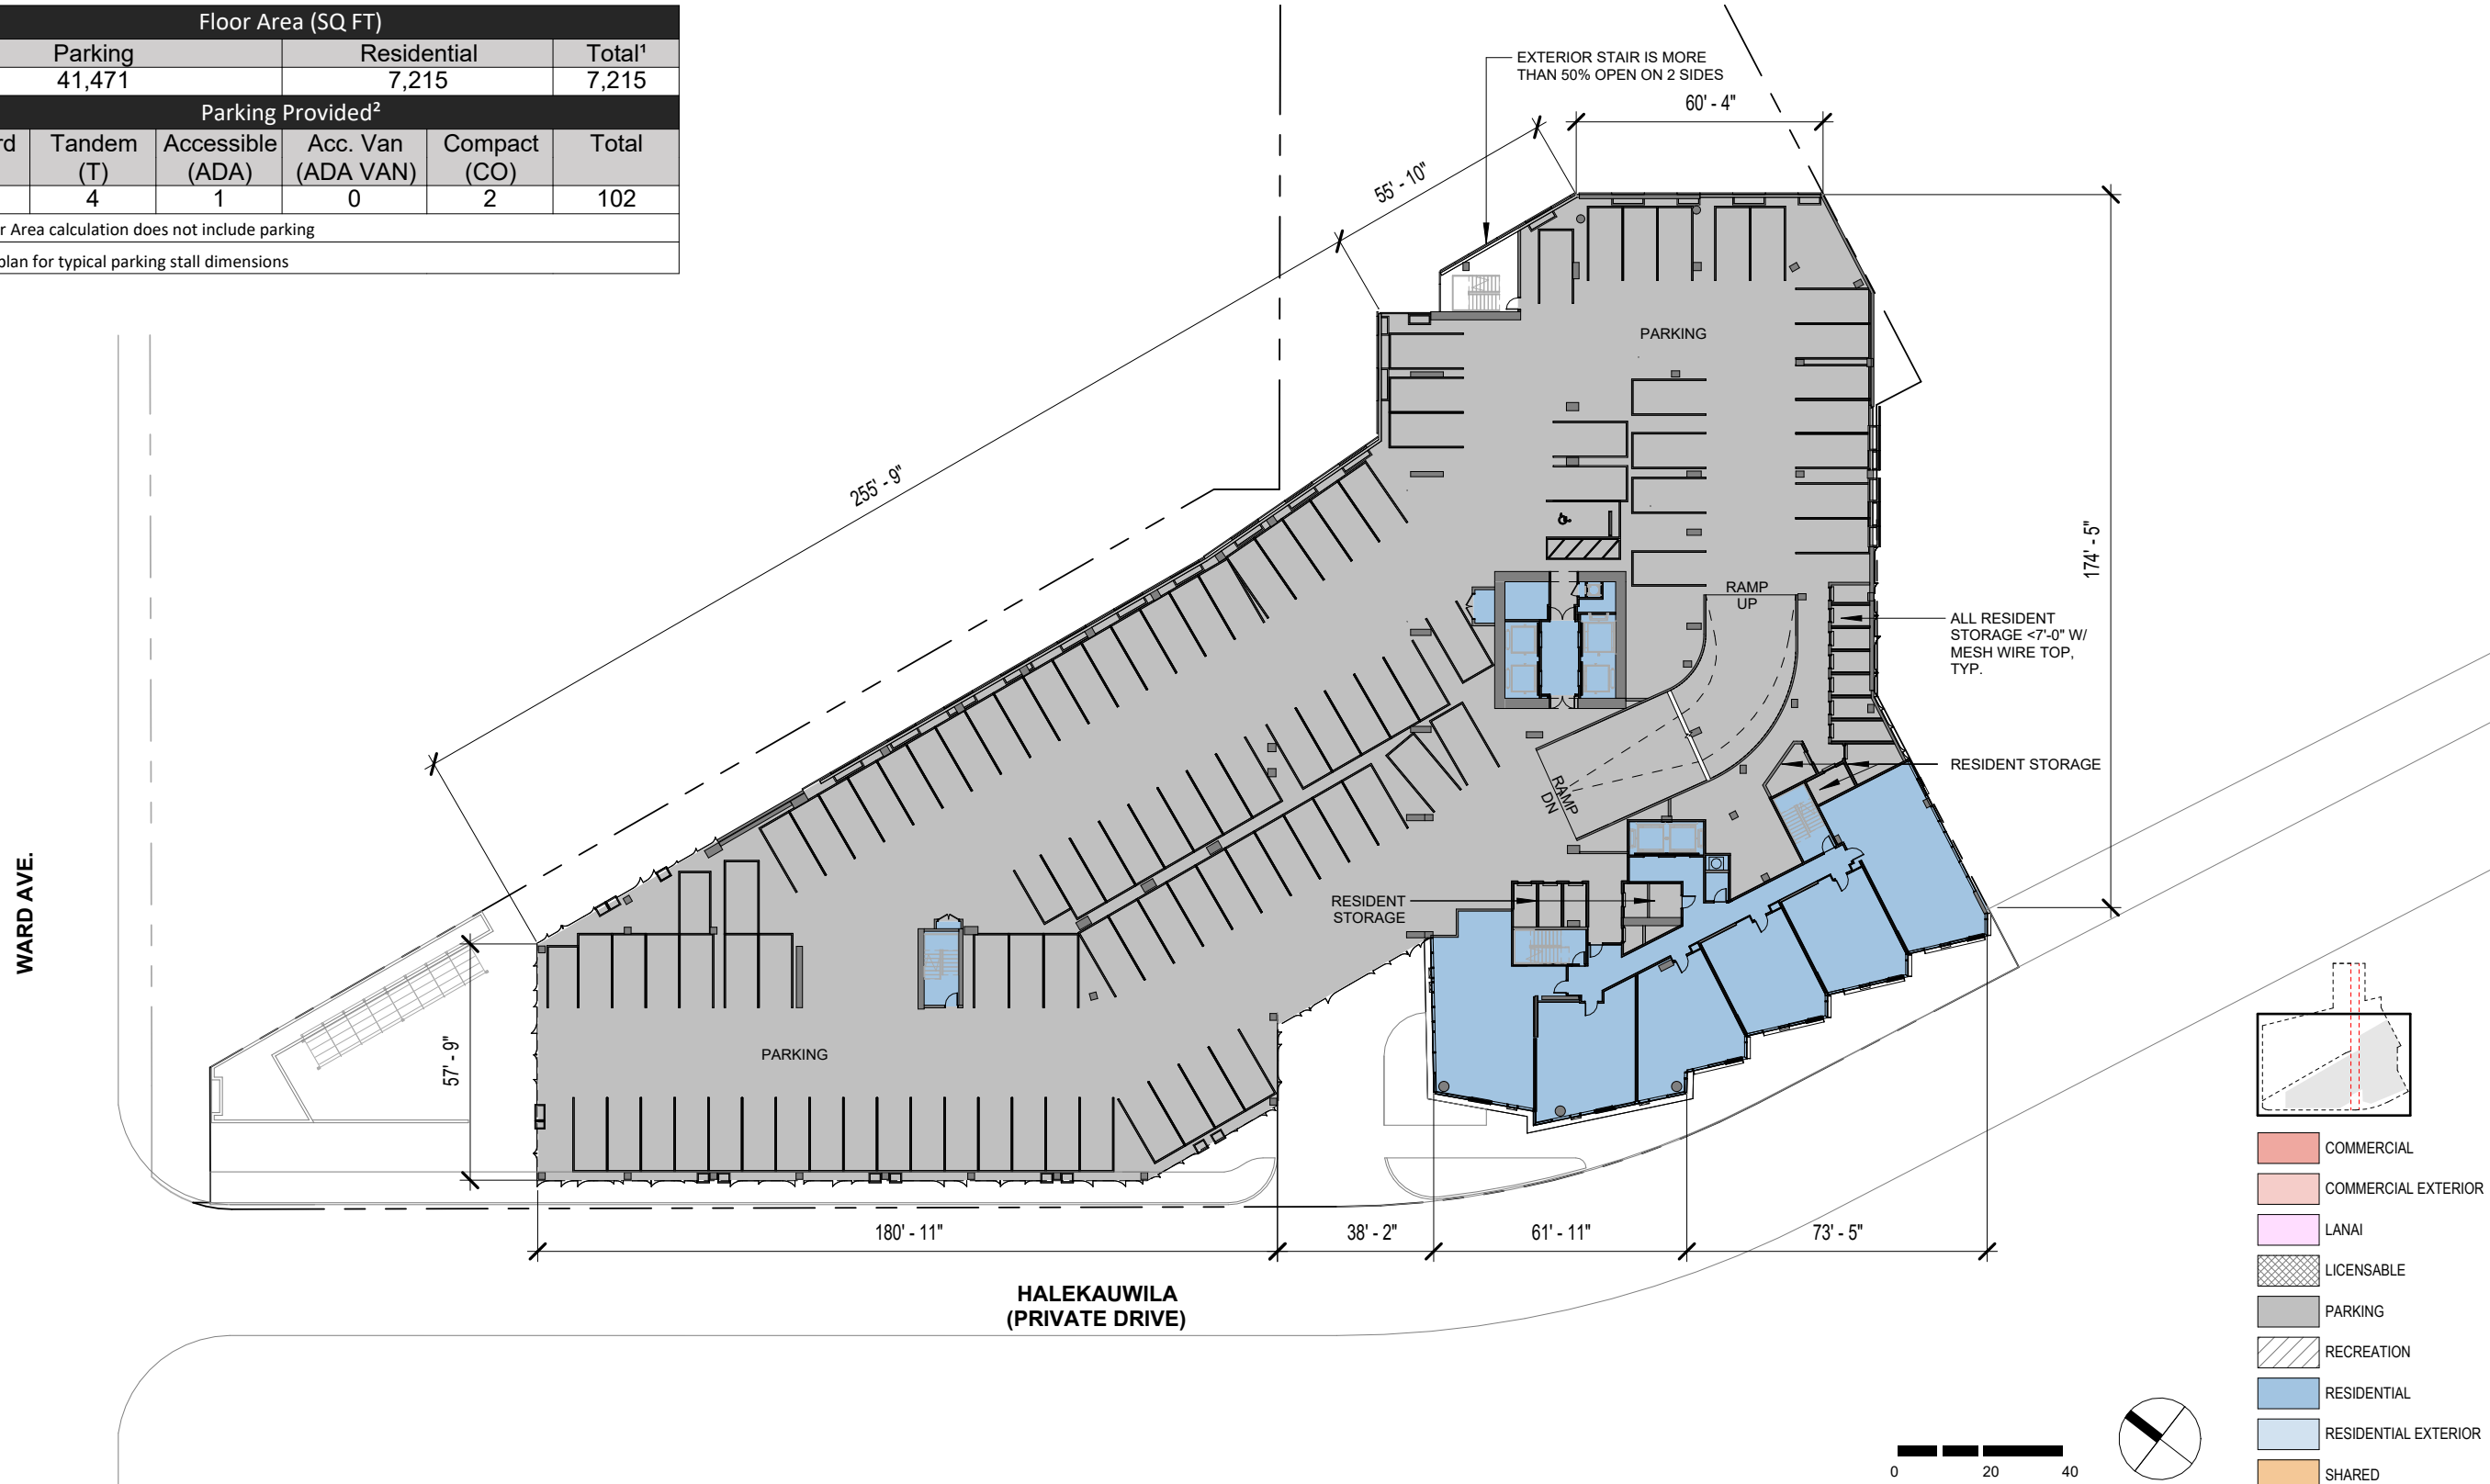 Floor Area (SQ FT)
Parking Residential Total¹
41,471 7,215 7,215
Parking Provided²
Tandem Accessible Acc. Van Compact Total
(T) (ADA) (ADA VAN) (CO)
4 1 0 2 102
Area calculation does not include parking
plan for typical parking stall dimensions
EXTERIOR STAIR IS MORE
THAN 50% OPEN ON 2 SIDES
60' - 4"
55' - 10"
255' - 9"
PARKING
174' - 5"
RAMP
UP
ALL RESIDENT
STORAGE <7'-0" W/
MESH WIRE TOP,
TYP.
RESIDENT STORAGE
RAMP
DN
RESIDENT
STORAGE
WARD AVE.
57' - 9"
PARKING
180' - 11"
38' - 2"
61' - 11"
73' - 5"
HALEKAUWILA
(PRIVATE DRIVE)
COMMERCIAL
COMMERCIAL EXTERIOR
LANAI
LICENSABLE
PARKING
RECREATION
RESIDENTIAL
RESIDENTIAL EXTERIOR
SHARED
0 20 40